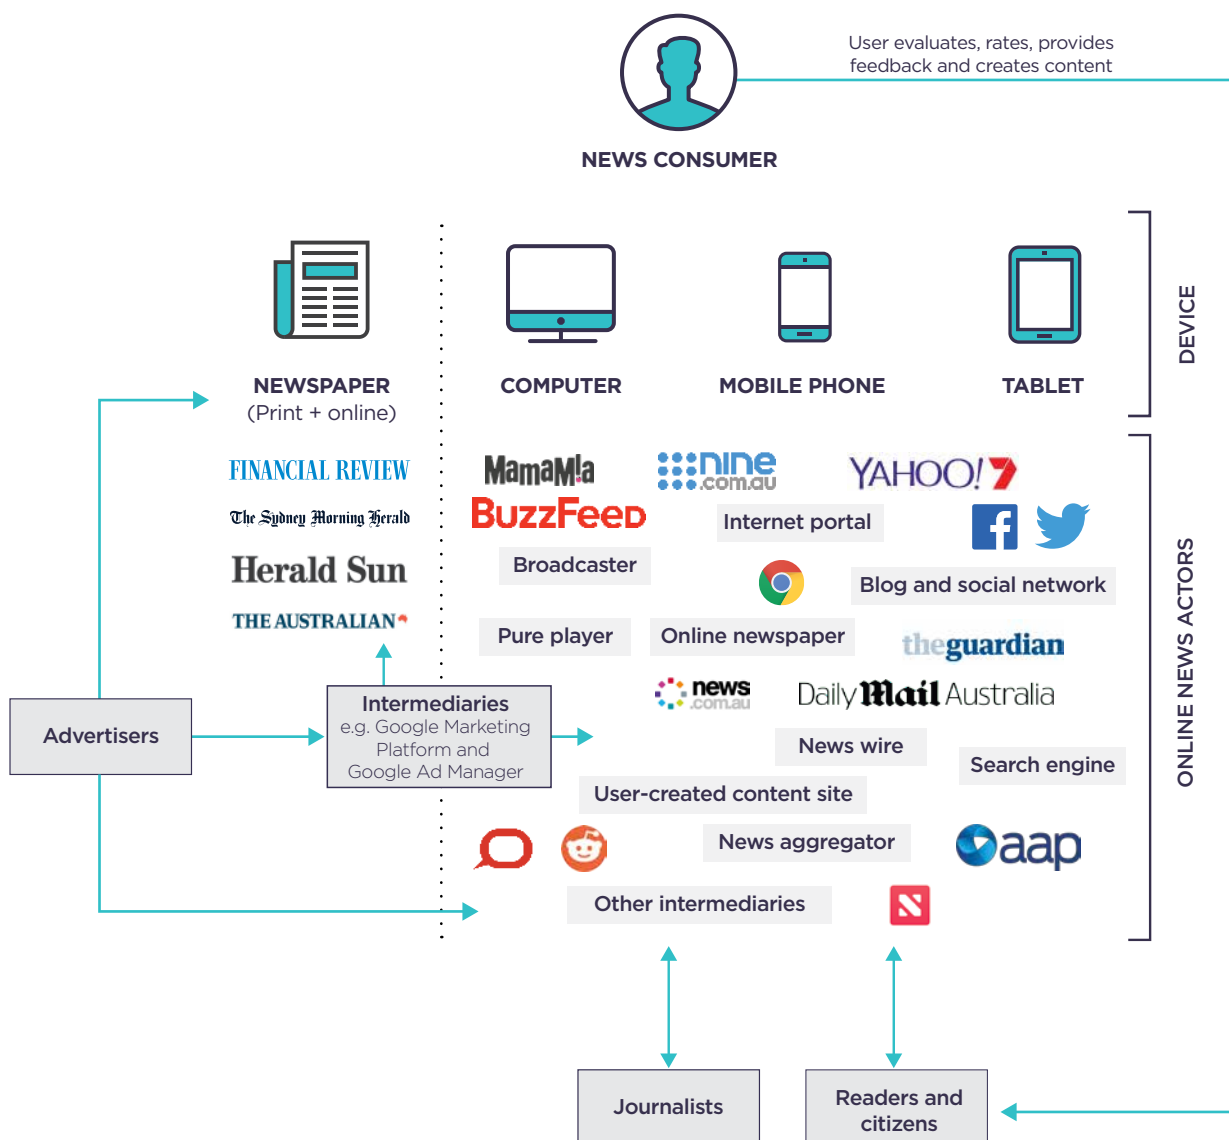 User evaluates, rates, provides
feedback and creates content
NEWS CONSUMER
DEVICE
NEWSPAPER
(Print + online)
COMPUTER
MOBILE PHONE
TABLET
FINANCIAL REVIEW
The Sydney Morning Herald
Herald Sun
THE AUSTRALIAN
MamaMia
BuzzFeed
nine
.com.au
YAHOO!7
Internet portal
Broadcaster
Blog and social network
Pure player
Online newspaper
theguardian
news
.com.au
Daily Mail Australia
News wire
Search engine
User-created content site
News aggregator
aap
Other intermediaries
ONLINE NEWS ACTORS
Advertisers
Intermediaries
e.g. Google Marketing
Platform and
Google Ad Manager
Journalists
Readers and
citizens